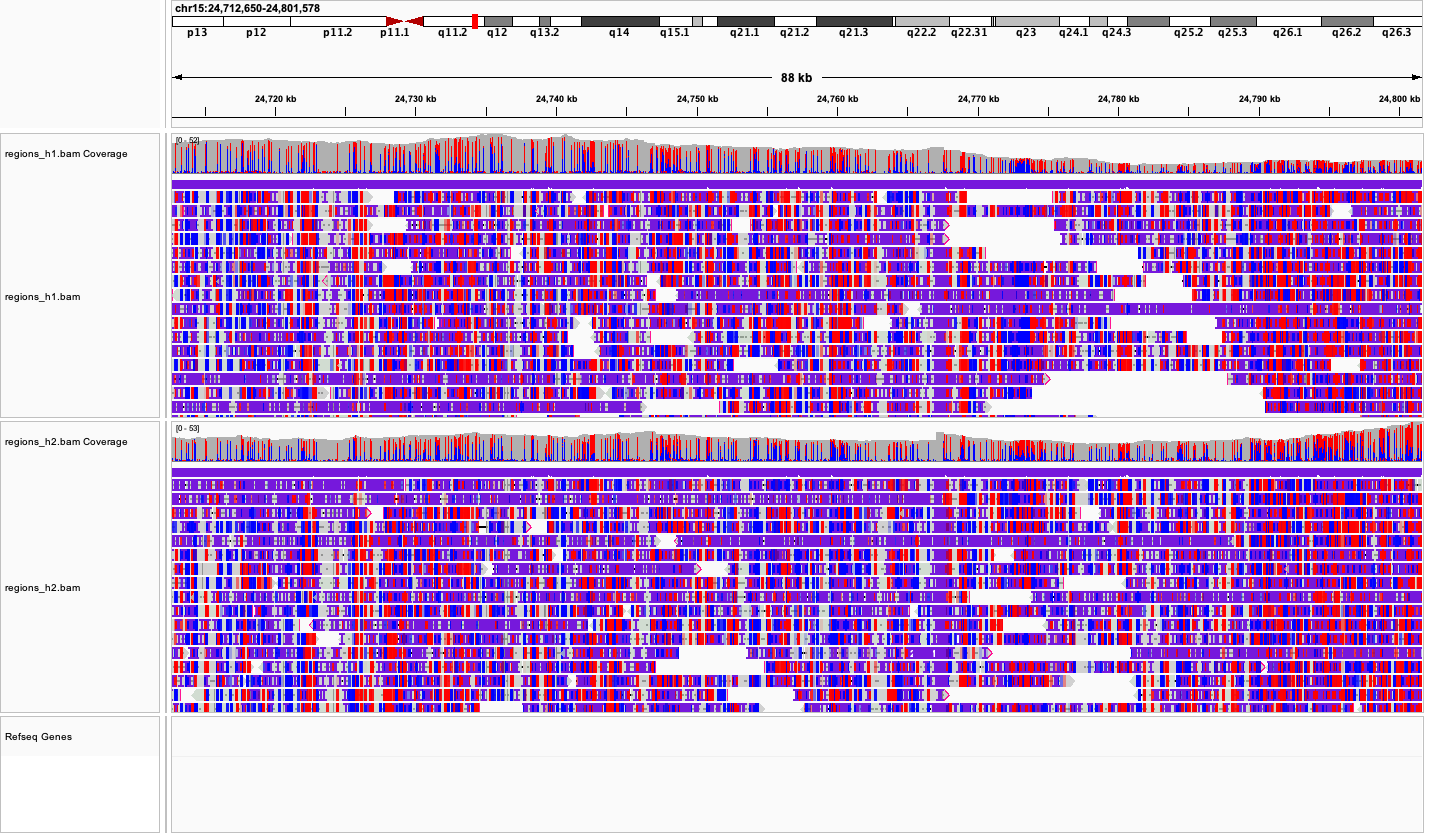 chr15:24,712,650-24,801,578
p13 p12 p11.2 p11.1 q11.2 q12 q13.2 q14 q15.1 q21.1 q21.2 q21.3 q22.2 q22.31 q23 q24.1 q24.3 q25.2 q25.3 q26.1 q26.2 q26.3
88 kb
24,720 kb 24,730 kb 24,740 kb 24,750 kb 24,760 kb 24,770 kb 24,780 kb 24,790 kb 24,800 kb
[0 - 52]
regions_h1.bam Coverage
regions_h1.bam
[0 - 53]
regions_h2.bam Coverage
regions_h2.bam
Refseq Genes